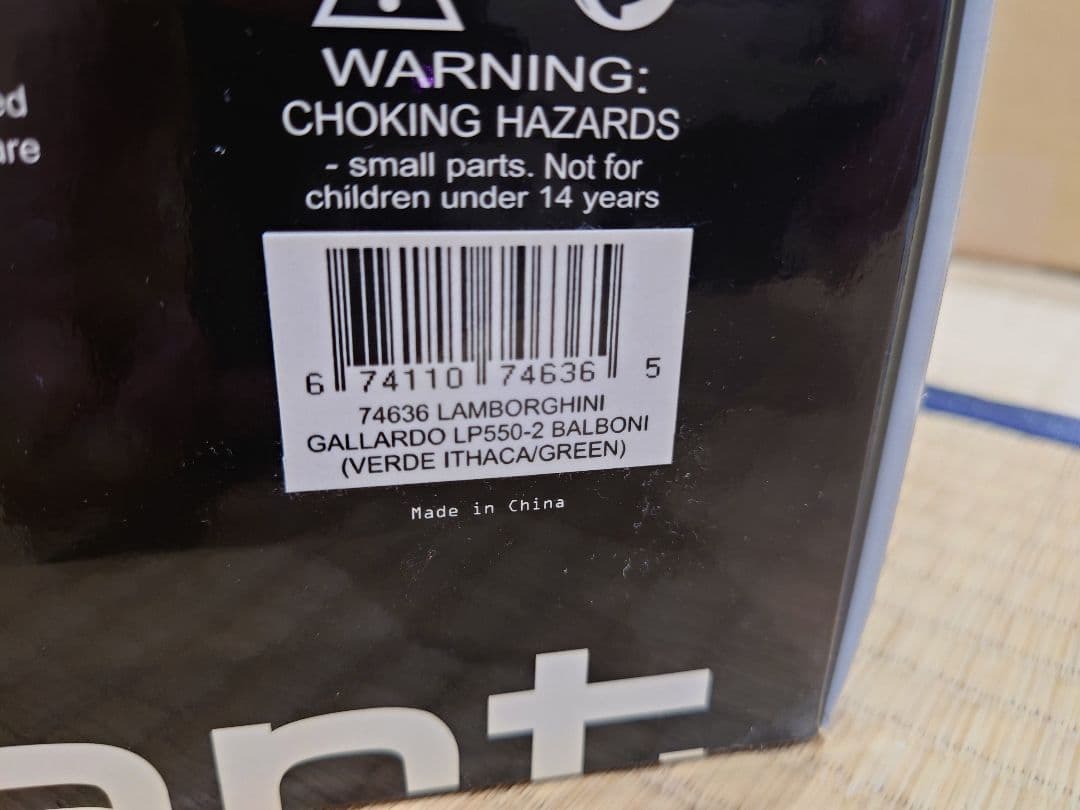 WARNING:
CHOKING HAZARDS
- small parts. Not for
children under 14 years
6 74110 74636 5
74636 LAMBORGHINI
GALLARDO LP550-2 BALBONI
(VERDE ITHACA/GREEN)
Made in China